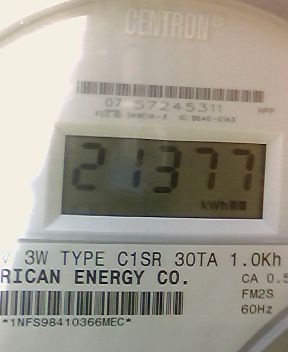 CENTRON®
07 57245311
21377
kWh
V 3W TYPE C1SR 30TA 1.0Kh
RICAN ENERGY CO.
CA 0.5
FM2S
60Hz
*1NFS98410366MEC*